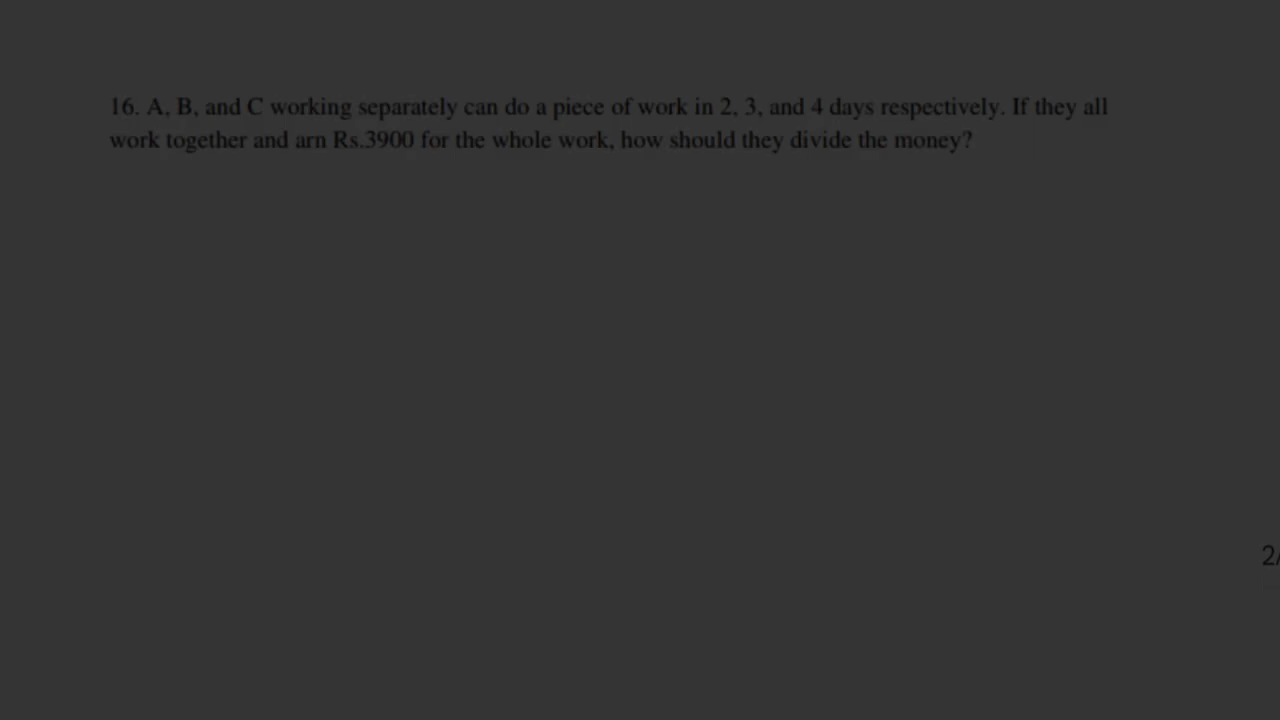 16. A, B, and C working separately can do a piece of work in 2, 3, and 4 days respectively. If they all
work together and arn Rs.3900 for the whole work, how should they divide the money?
2/